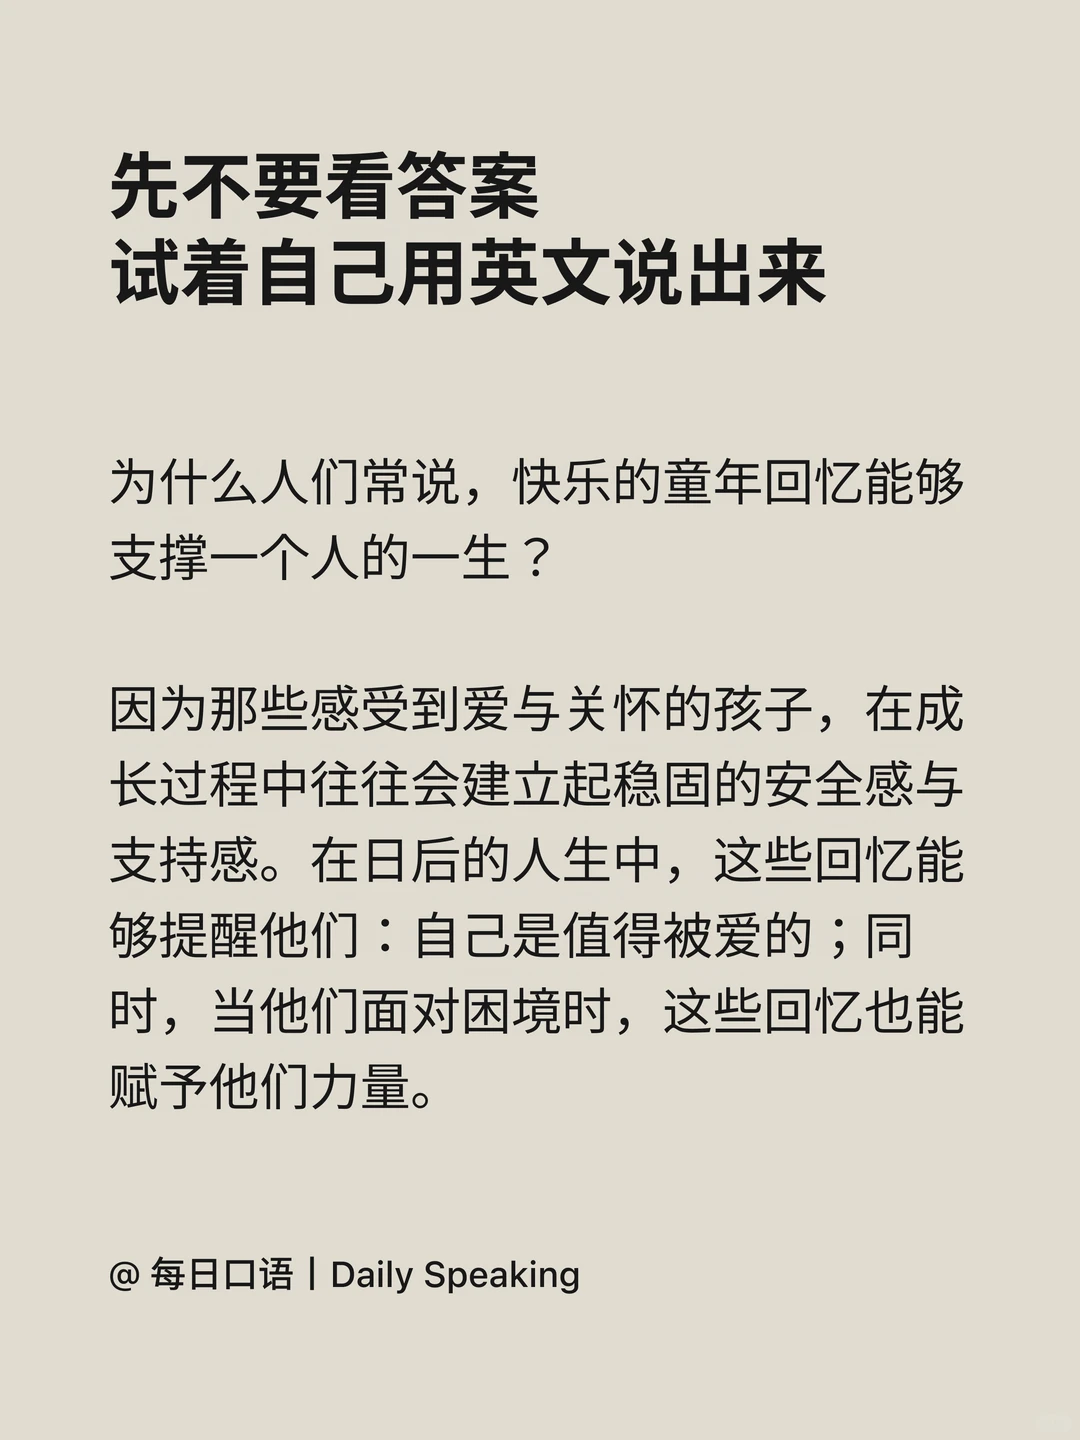 先不要看答案
试着自己用英文说出来
为什么人们常说，快乐的童年回忆能够
支撑一个人的一生？
因为那些感受到爱与关怀的孩子，在成
长过程中往往会建立起稳固的安全感与
支持感。在日后的人生中，这些回忆能
够提醒他们：自己是值得被爱的；同
时，当他们面对困境时，这些回忆也能
赋予他们力量。
@ 每日口语丨Daily Speaking